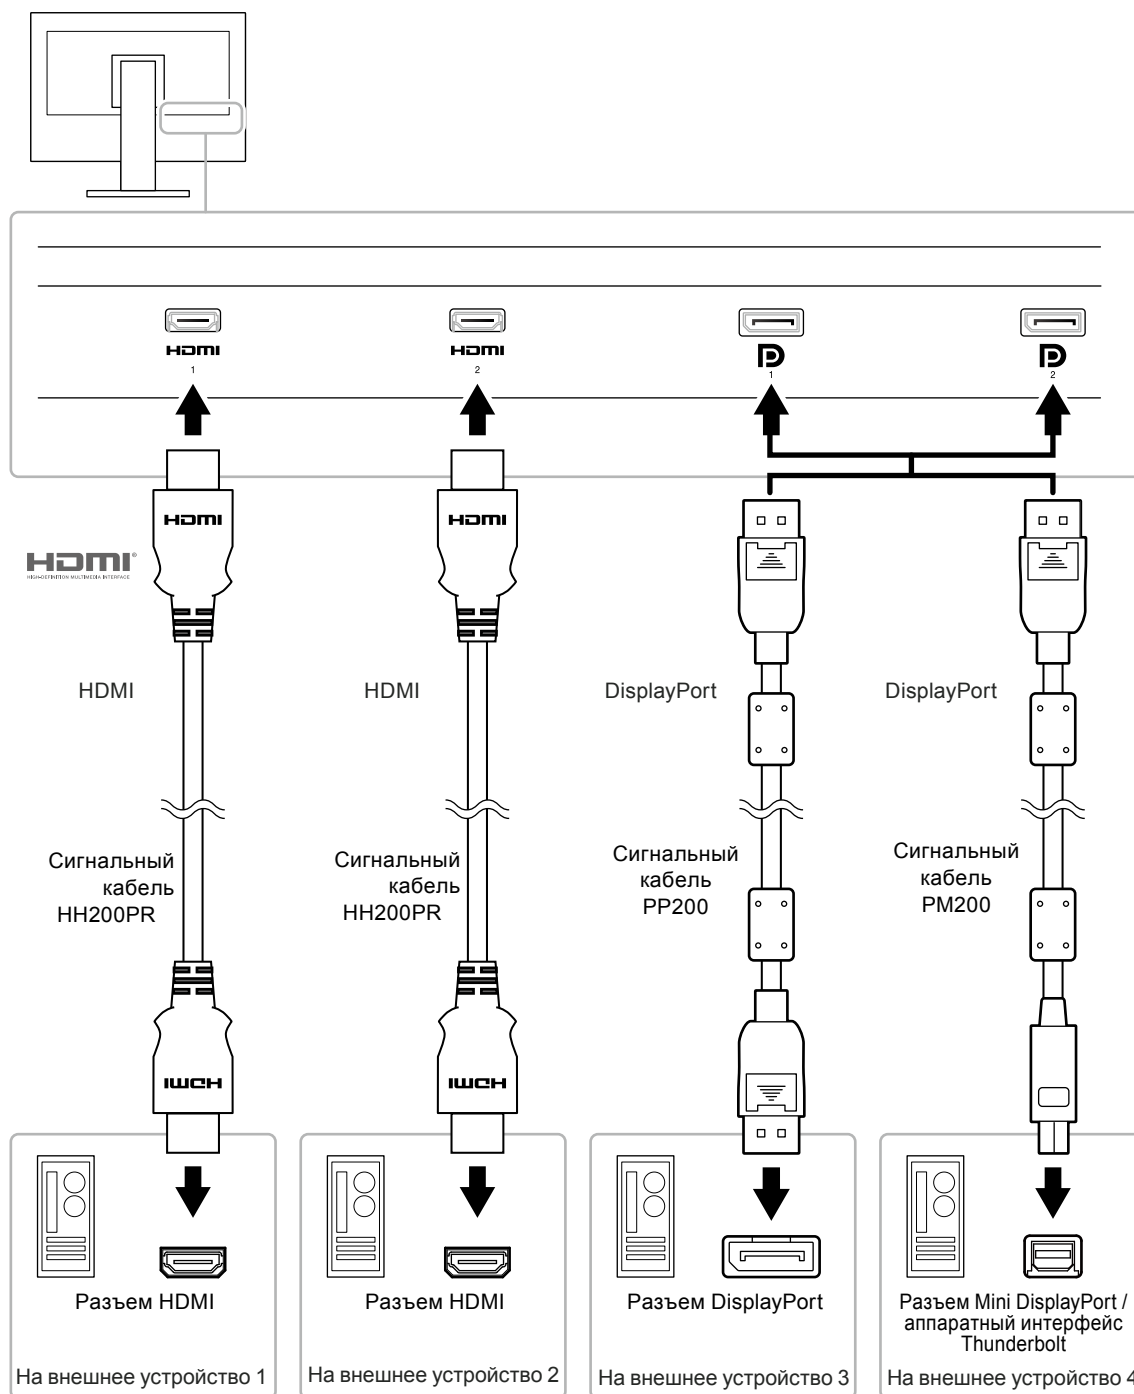 HDMI
HDMI
1
2
1
2
HDMI
HDMI
HDMI®
HIGH-DEFINITION MULTIMEDIA INTERFACE
HDMI
HDMI
DisplayPort
DisplayPort
Сигнальный
кабель
HH200PR
Сигнальный
кабель
HH200PR
Сигнальный
кабель
PP200
Сигнальный
кабель
PM200
HDMI
HDMI
Разъем HDMI
Разъем HDMI
Разъем DisplayPort
Разъем Mini DisplayPort /
аппаратный интерфейс
Thunderbolt
На внешнее устройство 1
На внешнее устройство 2
На внешнее устройство 3
На внешнее устройство 4